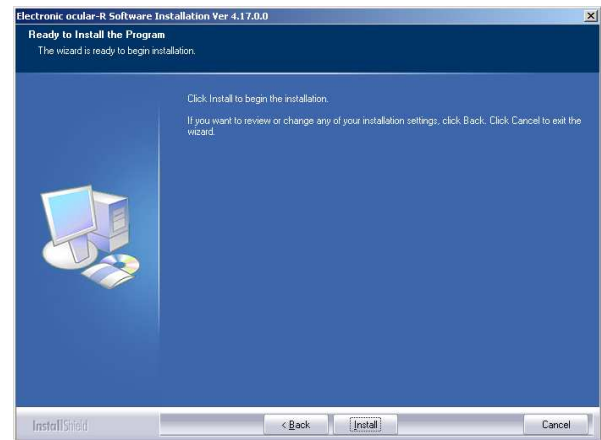 Electronic ocular-R Software Installation Ver 4.17.0.0
Ready to Install the Program
The wizard is ready to begin installation.
Click Install to begin the installation.
If you want to review or change any of your installation settings, click Back. Click Cancel to exit the
wizard.
InstallShield
< Back
Install
Cancel